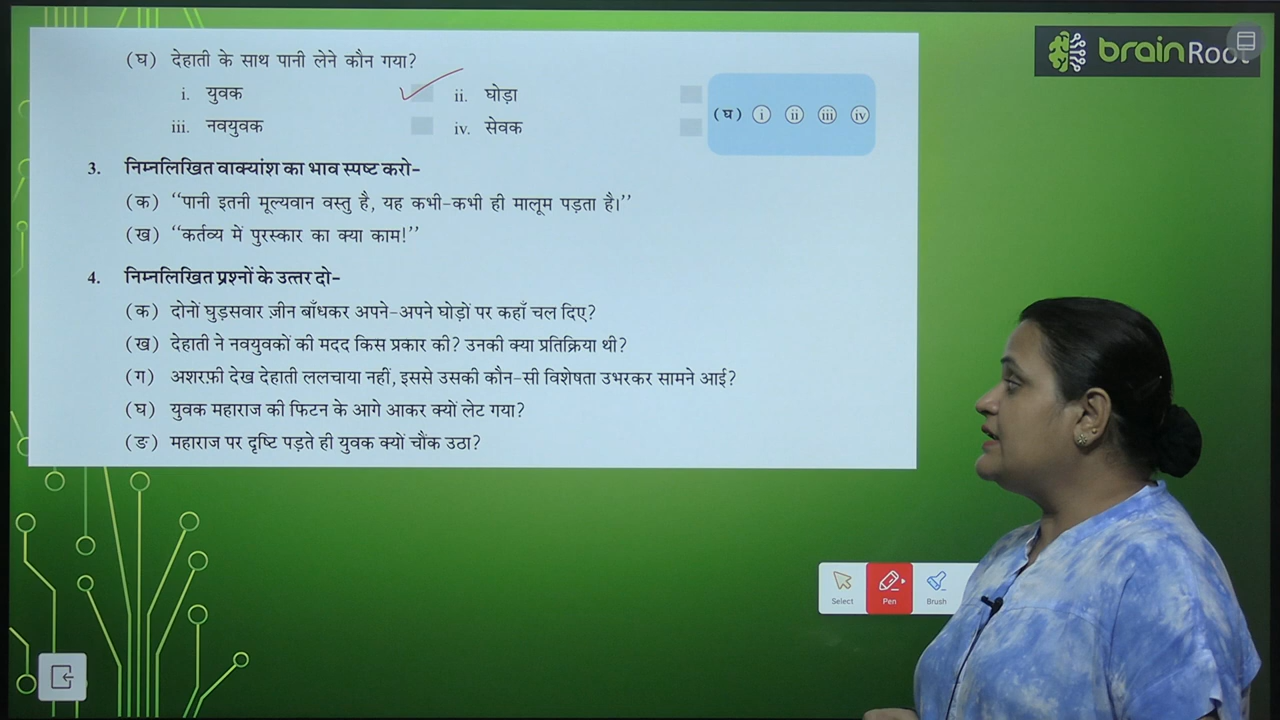 brainRoot
(घ) देहाती के साथ पानी लेने कौन गया?
i. युवक ii. घोड़ा
iii. नवयुवक iv. सेवक
(घ) i ii iii iv
3. निम्नलिखित वाक्यांश का भाव स्पष्ट करो-
(क) “पानी इतनी मूल्यवान वस्तु है, यह कभी-कभी ही मालूम पड़ता है।”
(ख) “कर्तव्य में पुरस्कार का क्या काम!”
4. निम्नलिखित प्रश्नों के उत्तर दो-
(क) दोनों घुड़सवार ज़ीन बाँधकर अपने-अपने घोड़ों पर कहाँ चल दिए?
(ख) देहाती ने नवयुवकों की मदद किस प्रकार की? उनकी क्या प्रतिक्रिया थी?
(ग) अशरफ़ी देख देहाती ललचाया नहीं, इससे उसकी कौन-सी विशेषता उभरकर सामने आई?
(घ) युवक महाराज की फिटन के आगे आकर क्यों लेट गया?
(ङ) महाराज पर दृष्टि पड़ते ही युवक क्यों चौंक उठा?
Select Pen Brush